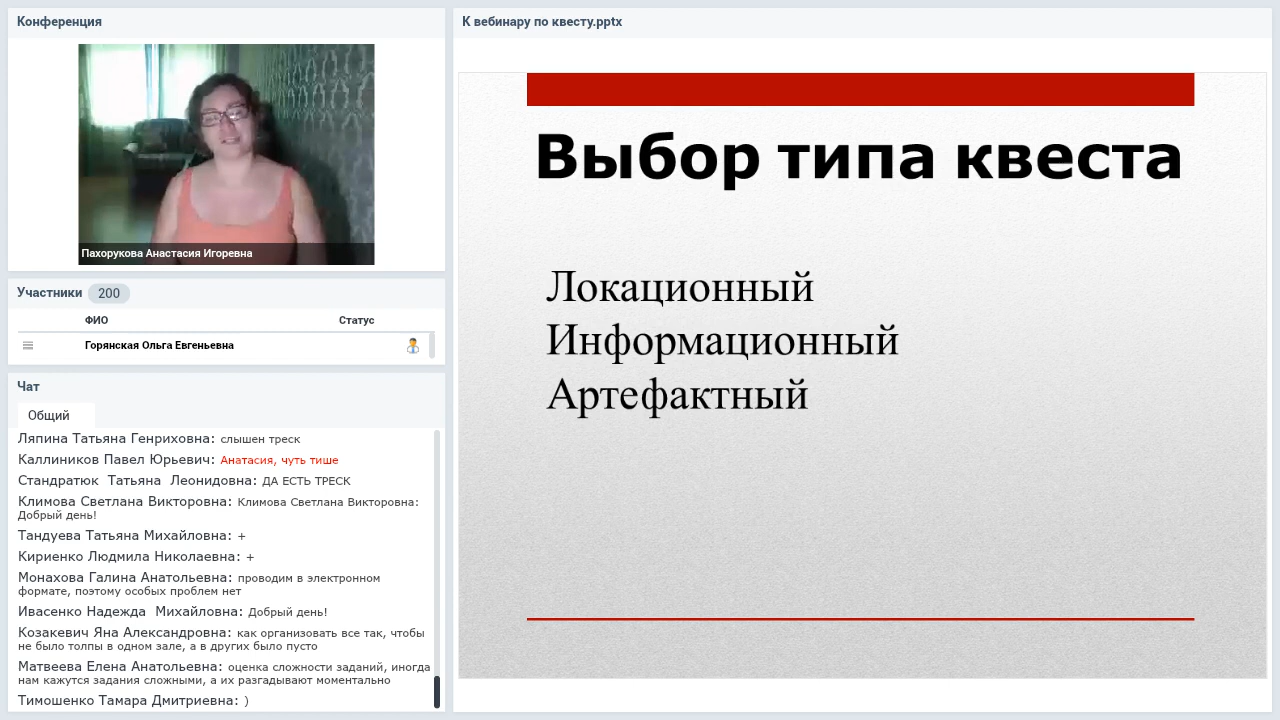 Конференция
Пахорукова Анастасия Игоревна
Участники 200
ФИО Статус
Горянская Ольга Евгеньевна
Чат
Общий
Ляпина Татьяна Генриховна: слышен треск
Каллиников Павел Юрьевич: Анатасия, чуть тише
Стандратюк Татьяна Леонидовна: ДА ЕСТЬ ТРЕСК
Климова Светлана Викторовна: Климова Светлана Викторовна:
Добрый день!
Тандуева Татьяна Михайловна: +
Кириенко Людмила Николаевна: +
Монахова Галина Анатольевна: проводим в электронном
формате, поэтому особых проблем нет
Ивасенко Надежда Михайловна: Добрый день!
Козакевич Яна Александровна: как организовать все так, чтобы
не было толпы в одном зале, а в других было пусто
Матвеева Елена Анатольевна: оценка сложности заданий, иногда
нам кажутся задания сложными, а их разгадывают моментально
Тимошенко Тамара Дмитриевна: )
К вебинару по квесту.pptx
Выбор типа квеста
Локационный
Информационный
Артефактный